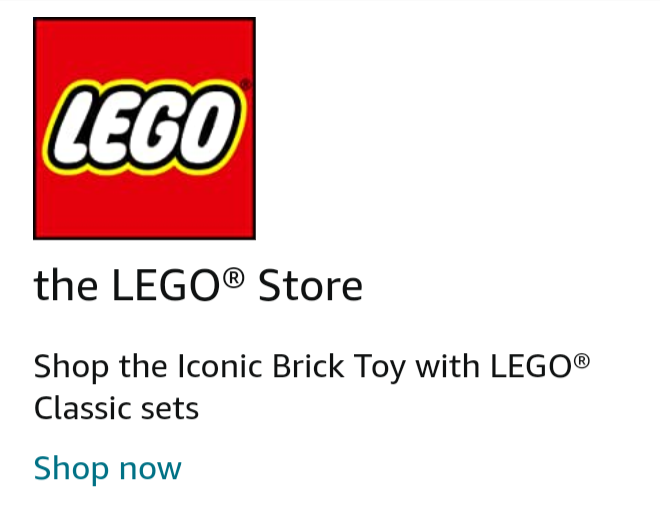 LEGO®
the LEGO® Store
Shop the Iconic Brick Toy with LEGO®
Classic sets
Shop now